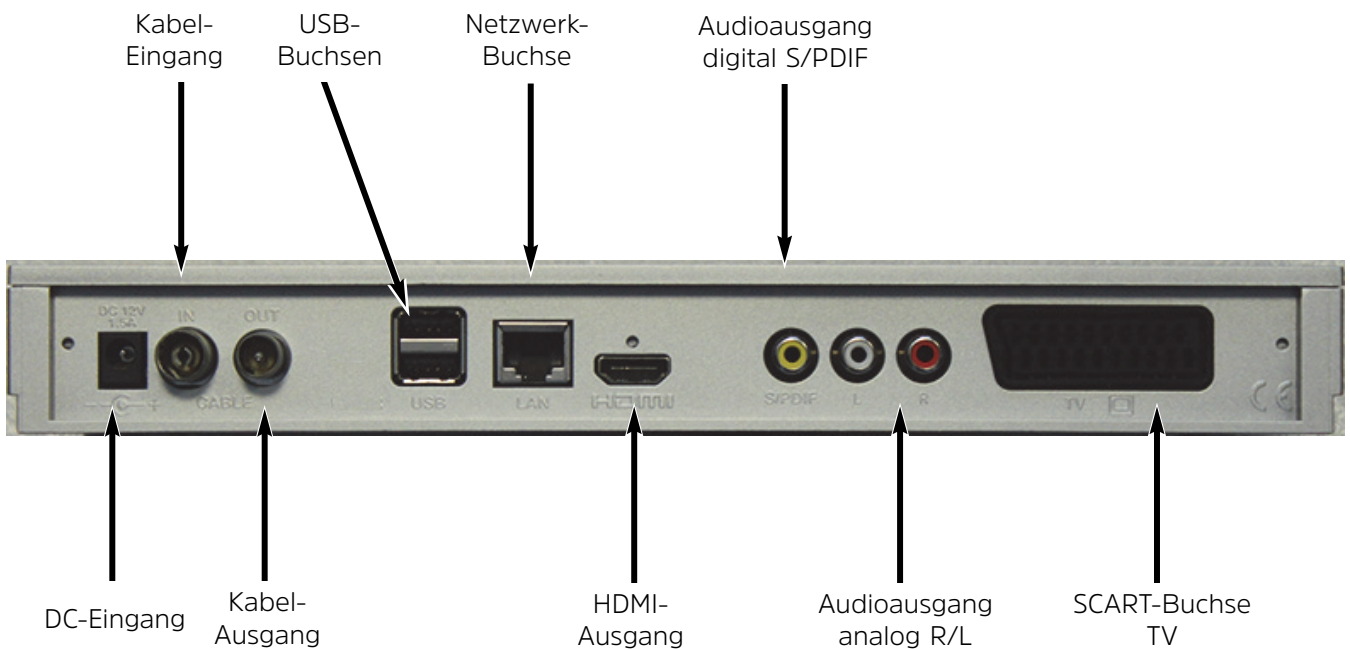 Kabel-
Eingang
USB-
Buchsen
Netzwerk-
Buchse
Audioausgang
digital S/PDIF
DC 12V
1.5A
IN
OUT
CABLE
USB
LAN
HDMI
S/PDIF
L
R
TV
CE
DC-Eingang
Kabel-
Ausgang
HDMI-
Ausgang
Audioausgang
analog R/L
SCART-Buchse
TV